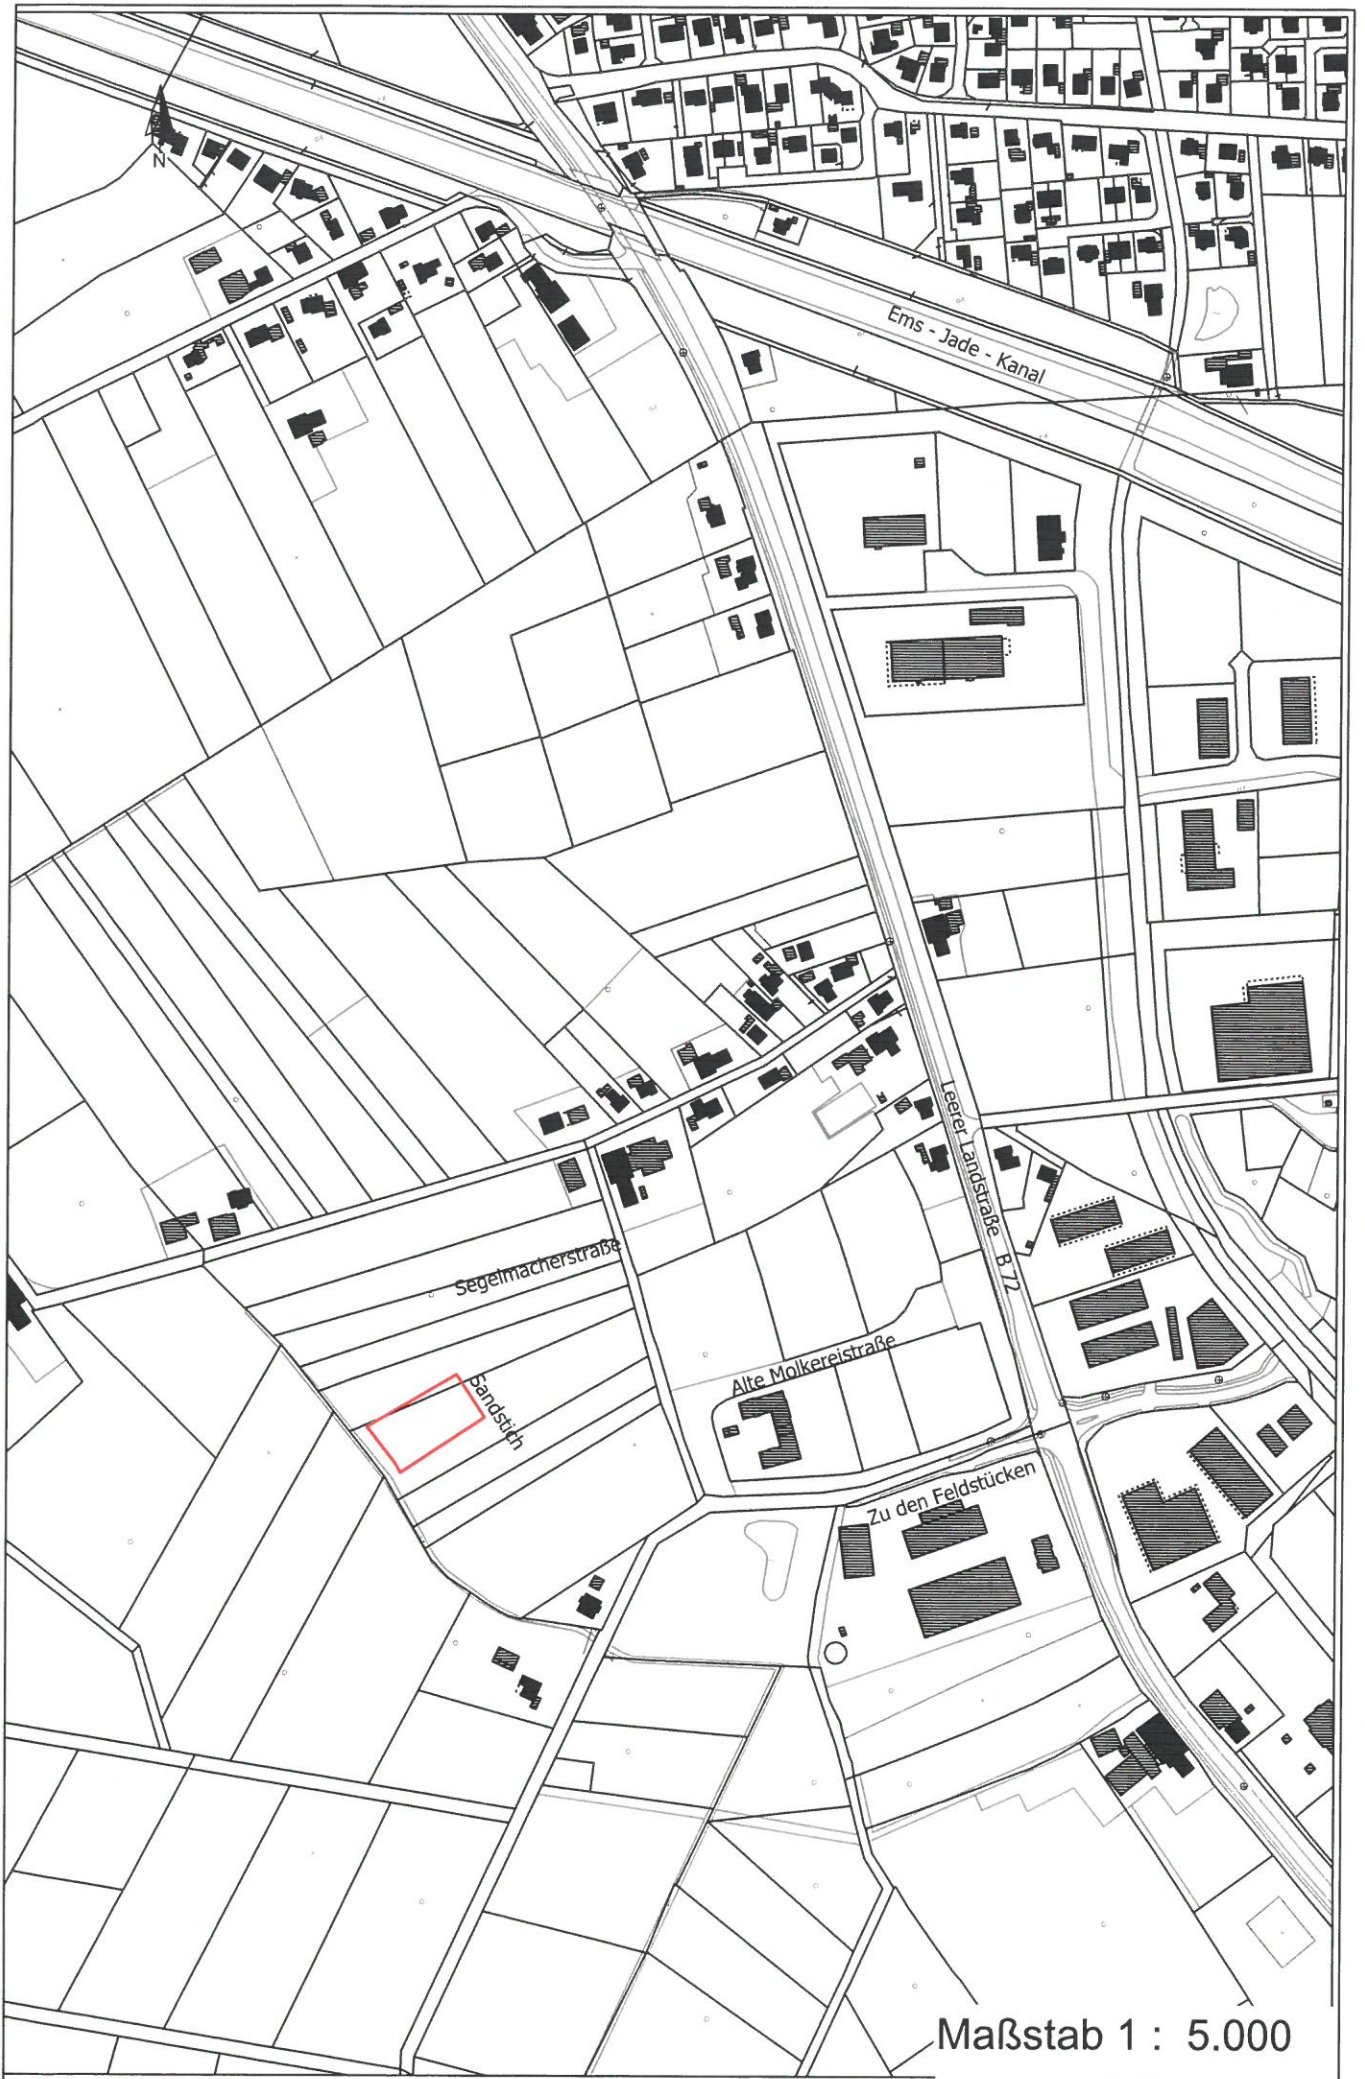 N
Ems - Jade - Kanal
Leerer Landstraße B 72
Segelmacherstraße
Alte Molkereistraße
Sandstich
Zu den Feldstücken
Maßstab 1 : 5.000